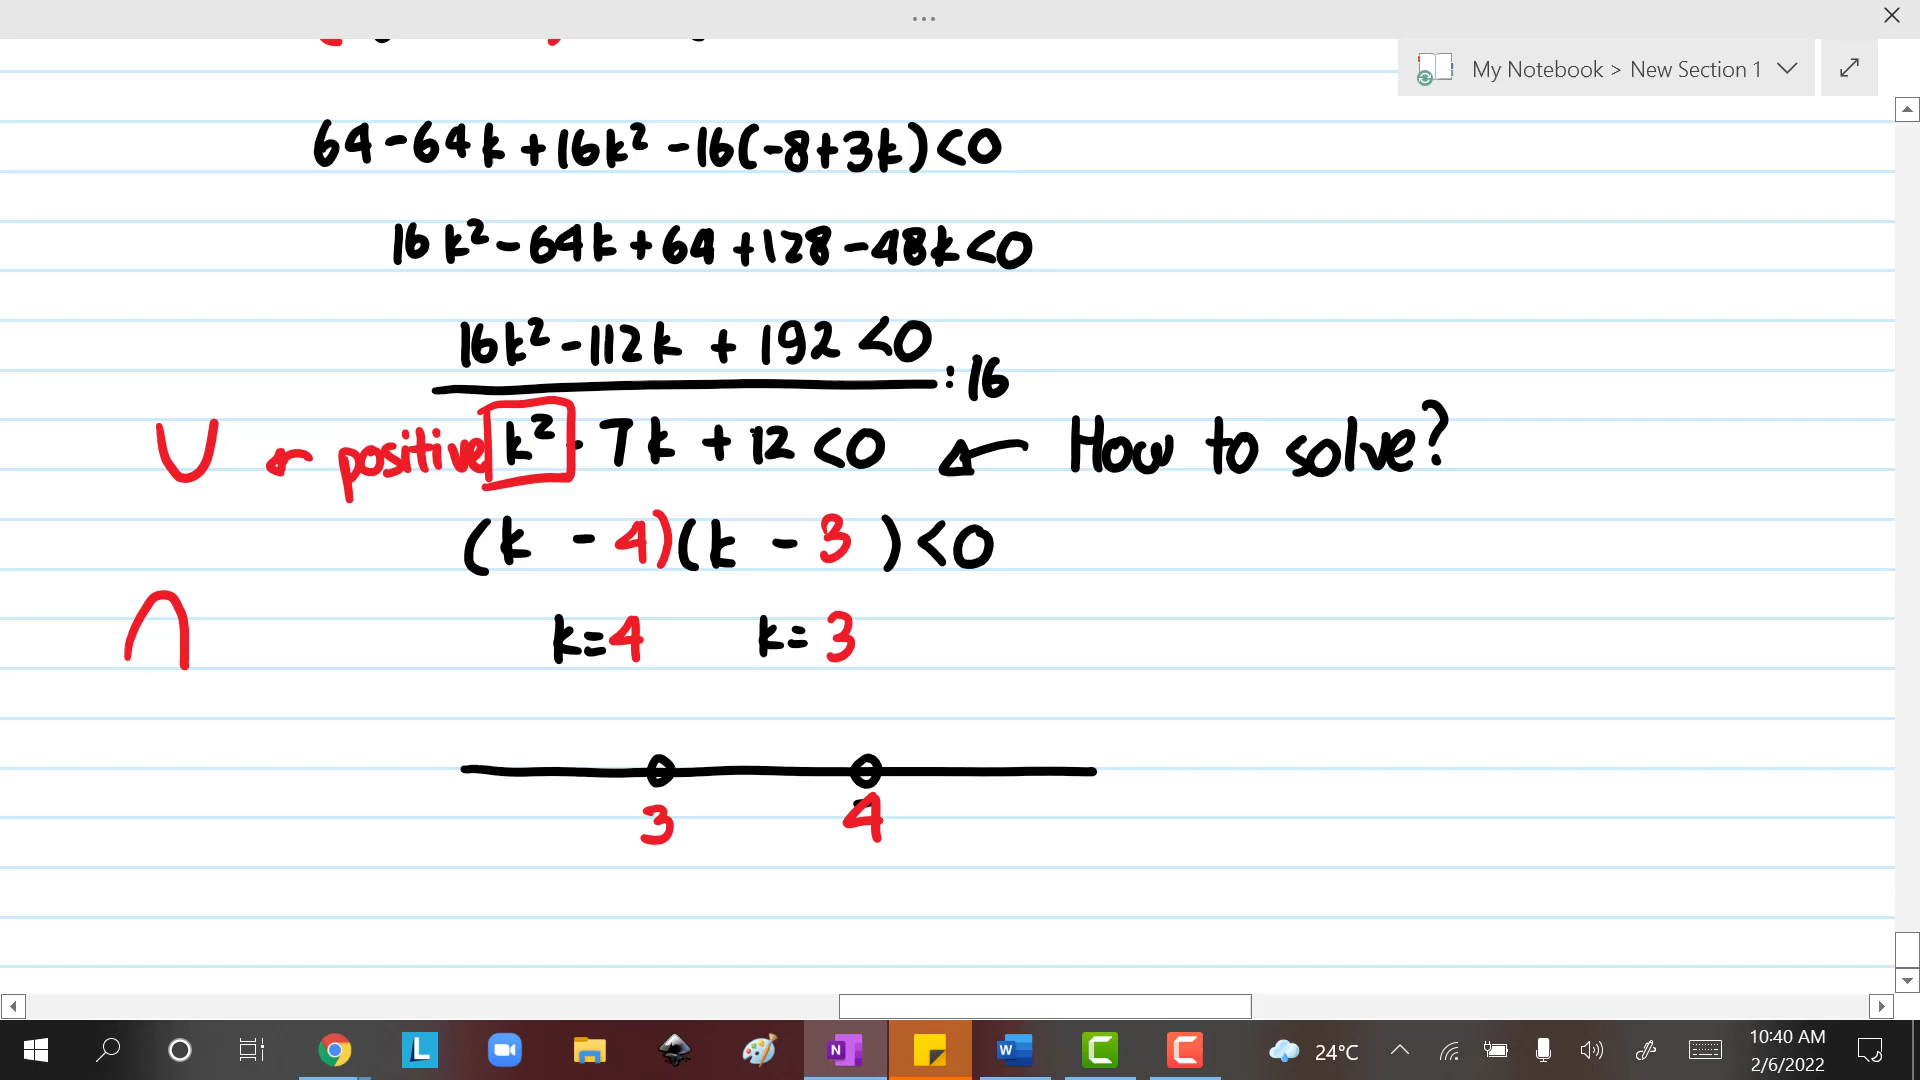 My Notebook > New Section 1
64 - 64k + 16k² - 16(-8+3k) < 0
16k² - 64k + 64 + 128 - 48k < 0
16k² - 112k + 192 < 0
: 16
positive k² - 7k + 12 < 0 How to solve?
(k - 4)(k - 3) < 0
k = 4 k = 3
3 4
24°C
10:40 AM
2/6/2022